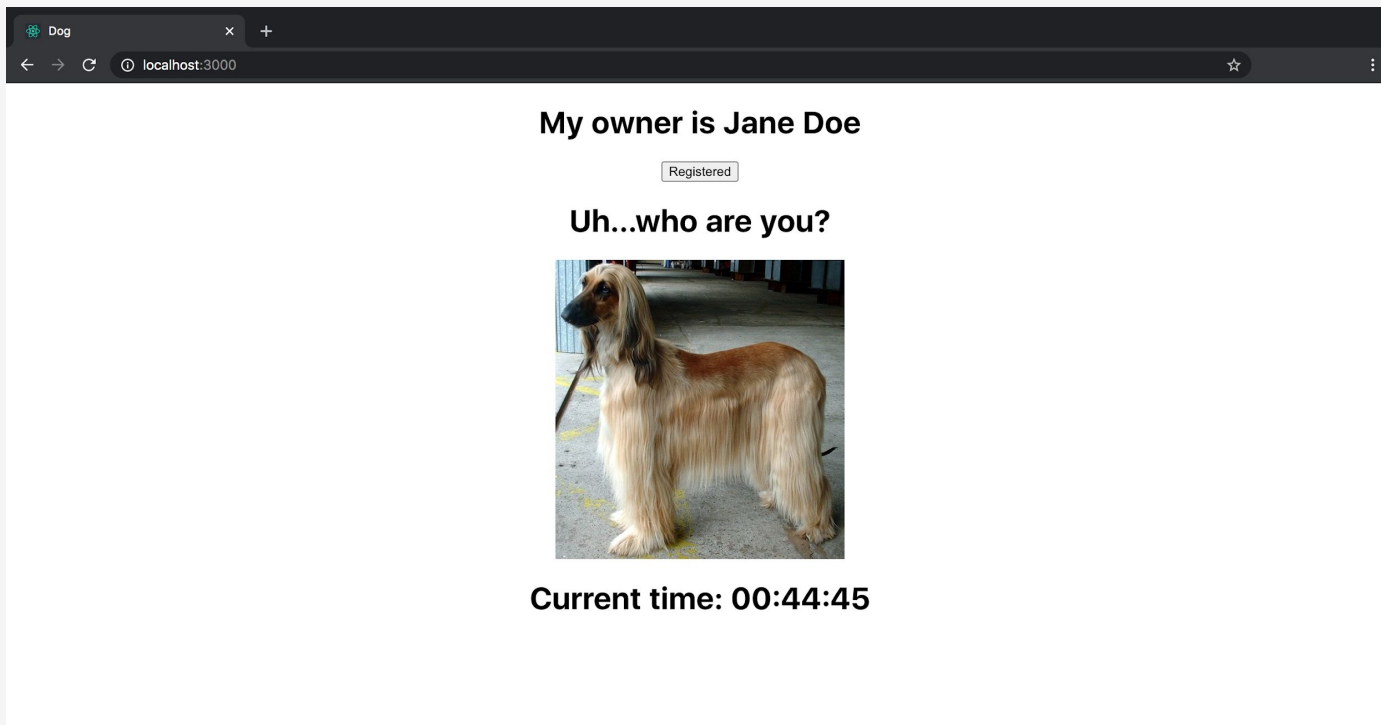 Dog
localhost:3000
My owner is Jane Doe
Registered
Uh...who are you?
Current time: 00:44:45